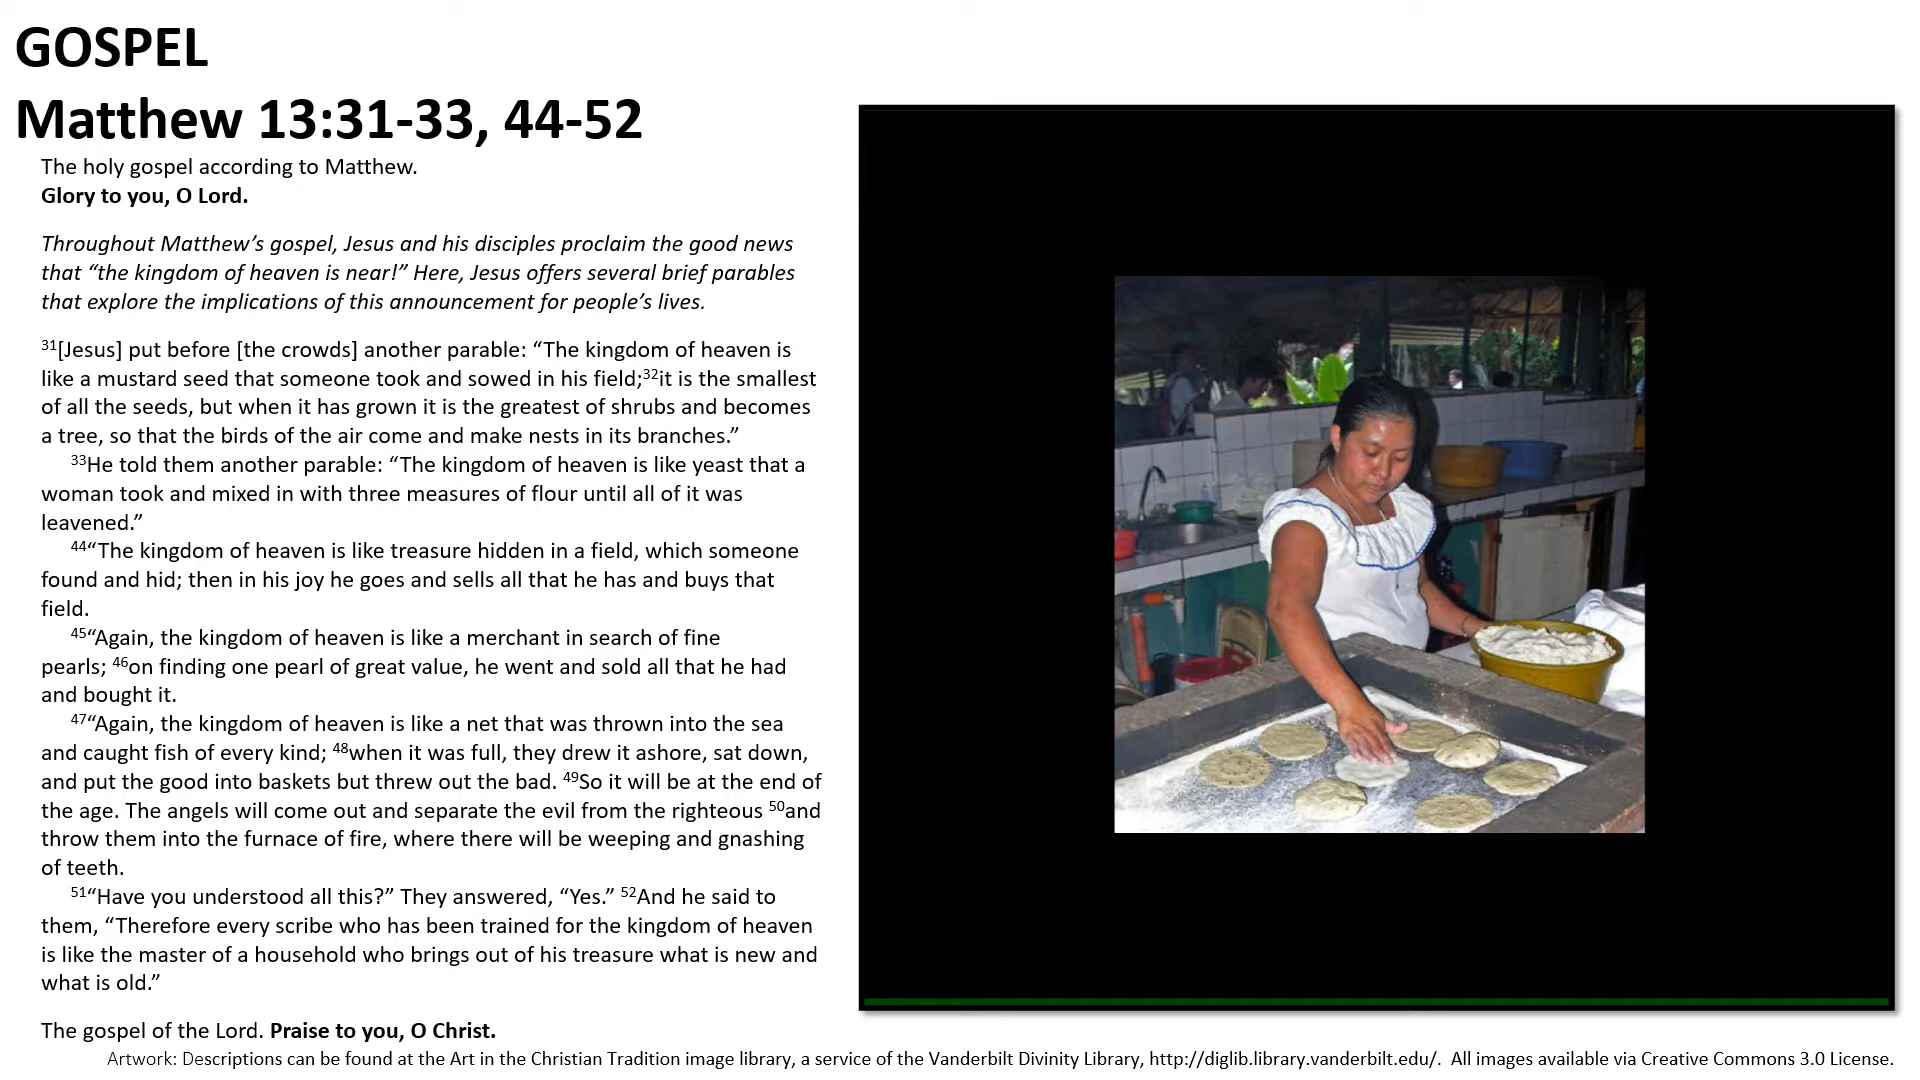 GOSPEL
Matthew 13:31-33, 44-52
The holy gospel according to Matthew.
Glory to you, O Lord.
Throughout Matthew’s gospel, Jesus and his disciples proclaim the good news
that “the kingdom of heaven is near!” Here, Jesus offers several brief parables
that explore the implications of this announcement for people’s lives.
31[Jesus] put before [the crowds] another parable: “The kingdom of heaven is
like a mustard seed that someone took and sowed in his field;32it is the smallest
of all the seeds, but when it has grown it is the greatest of shrubs and becomes
a tree, so that the birds of the air come and make nests in its branches.”
33He told them another parable: “The kingdom of heaven is like yeast that a
woman took and mixed in with three measures of flour until all of it was
leavened.”
44“The kingdom of heaven is like treasure hidden in a field, which someone
found and hid; then in his joy he goes and sells all that he has and buys that
field.
45“Again, the kingdom of heaven is like a merchant in search of fine
pearls; 46on finding one pearl of great value, he went and sold all that he had
and bought it.
47“Again, the kingdom of heaven is like a net that was thrown into the sea
and caught fish of every kind; 48when it was full, they drew it ashore, sat down,
and put the good into baskets but threw out the bad. 49So it will be at the end of
the age. The angels will come out and separate the evil from the righteous 50and
throw them into the furnace of fire, where there will be weeping and gnashing
of teeth.
51“Have you understood all this?” They answered, “Yes.” 52And he said to
them, “Therefore every scribe who has been trained for the kingdom of heaven
is like the master of a household who brings out of his treasure what is new and
what is old.”
The gospel of the Lord. Praise to you, O Christ.
Artwork: Descriptions can be found at the Art in the Christian Tradition image library, a service of the Vanderbilt Divinity Library, http://diglib.library.vanderbilt.edu/.  All images available via Creative Commons 3.0 License.